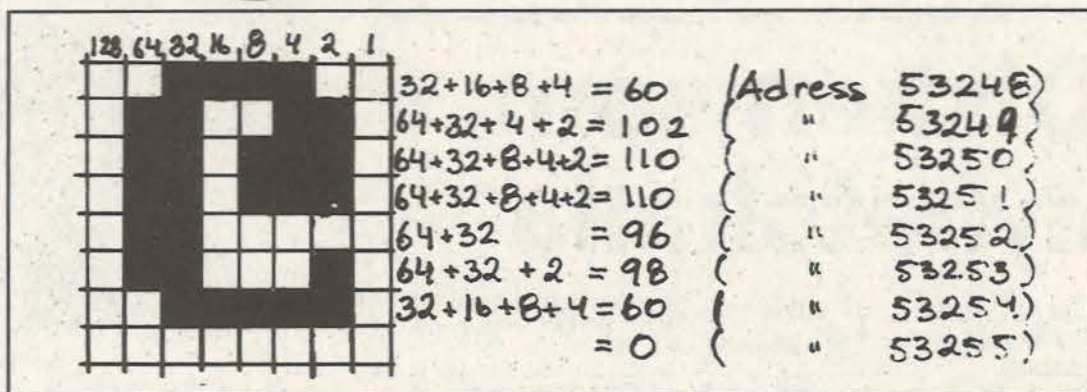 128 64 32 16 8 4 2 1
32+16+8+4 = 60 (Adress 53248)
64+32+4+2 = 102 ( " 53249)
64+32+8+4+2= 110 ( " 53250)
64+32+8+4+2= 110 ( " 53251)
64+32 = 96 ( " 53252)
64+32 +2 = 98 ( " 53253)
32+16+8+4=60 ( " 53254)
= 0 ( " 53255)